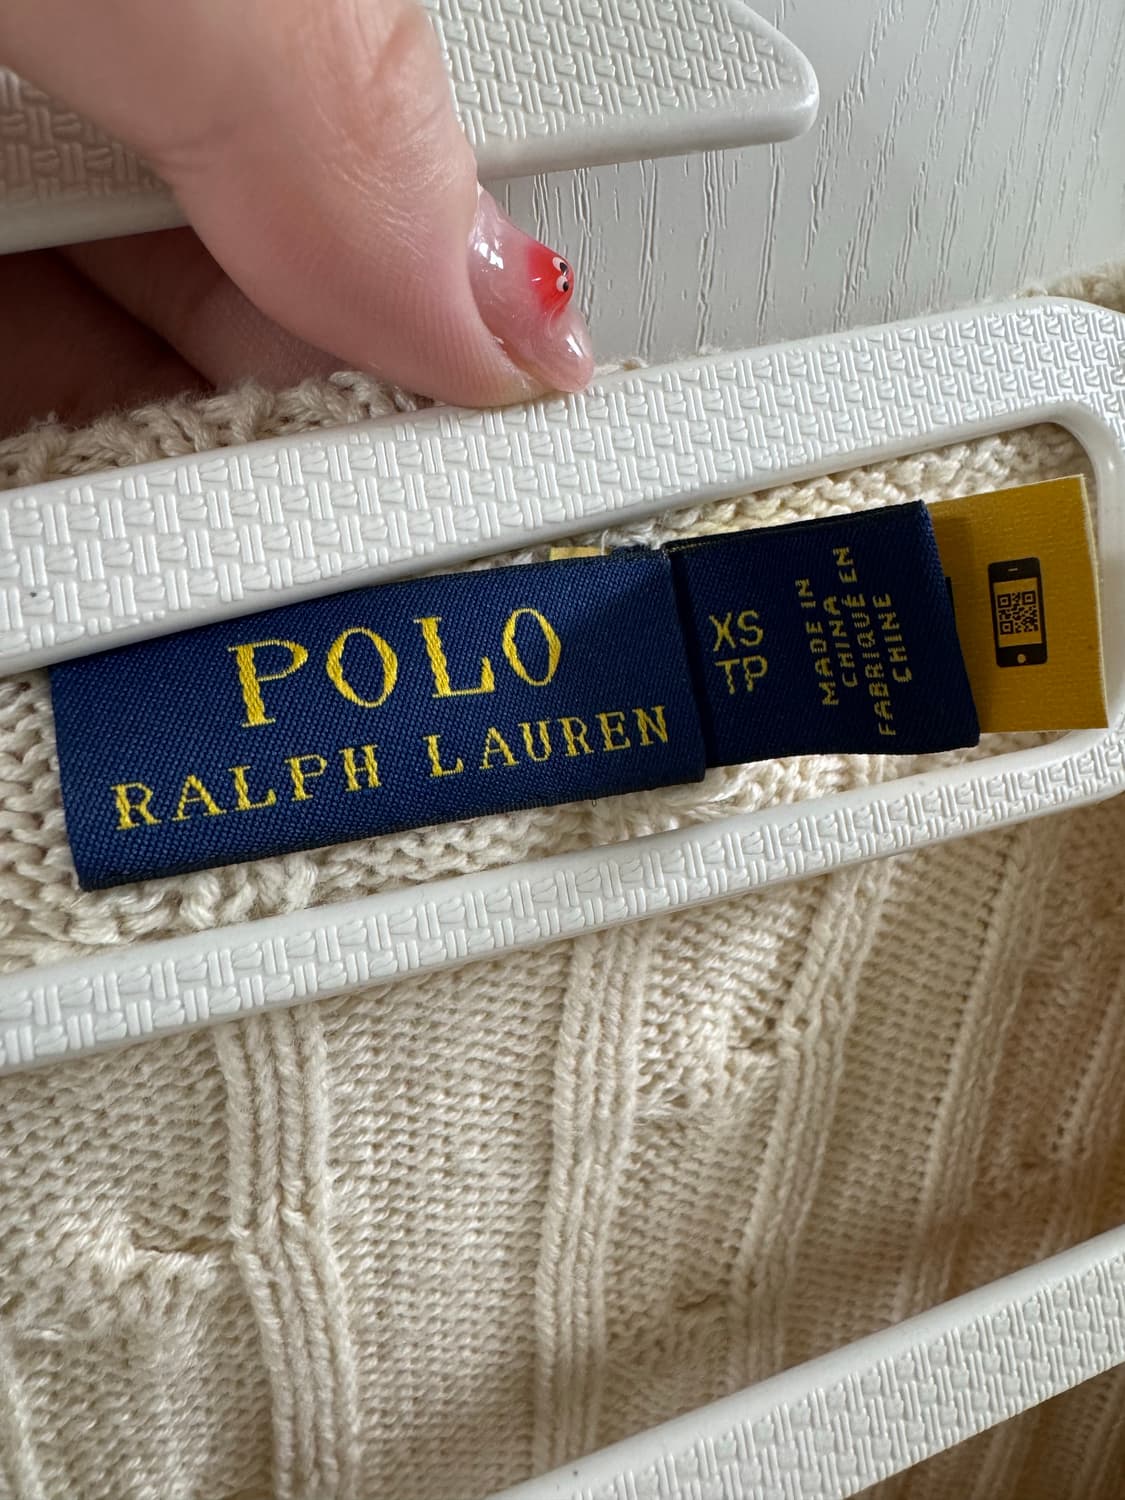 POLO
RALPH LAUREN
XS
TP
MADE IN
CHINA
FABRIQUÉ EN
CHINE